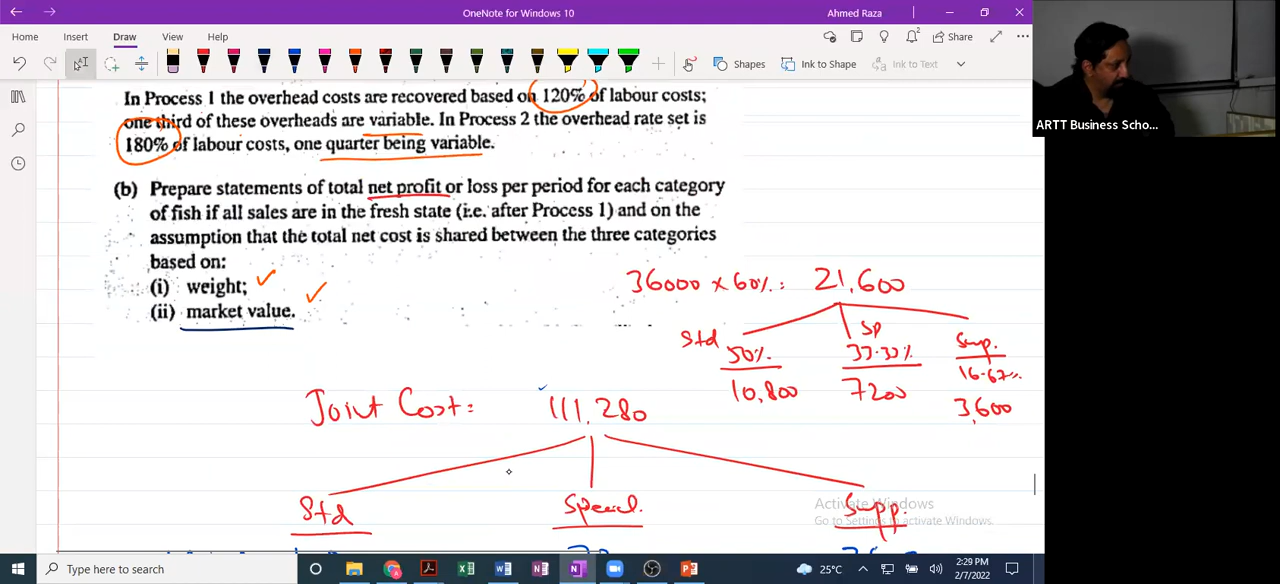 OneNote for Windows 10
Ahmed Raza
Home Insert Draw View Help
Share
Shapes Ink to Shape Ink to Text
ARTT Business Scho...
In Process 1 the overhead costs are recovered based on 120% of labour costs;
one third of these overheads are variable. In Process 2 the overhead rate set is
180% of labour costs, one quarter being variable.
(b) Prepare statements of total net profit or loss per period for each category
of fish if all sales are in the fresh state (i.e. after Process 1) and on the
assumption that the total net cost is shared between the three categories
based on:
(i) weight;
(ii) market value.
36000 x 60%: 21,600
Std SP Sup.
50% 33.33% 16.67%
10,800 7200 3,600
Joint Cost: 111,280
Std Special. Supp.
Activate Windows
Go to Settings to activate Windows.
Type here to search
25°C
2:29 PM
2/7/2022